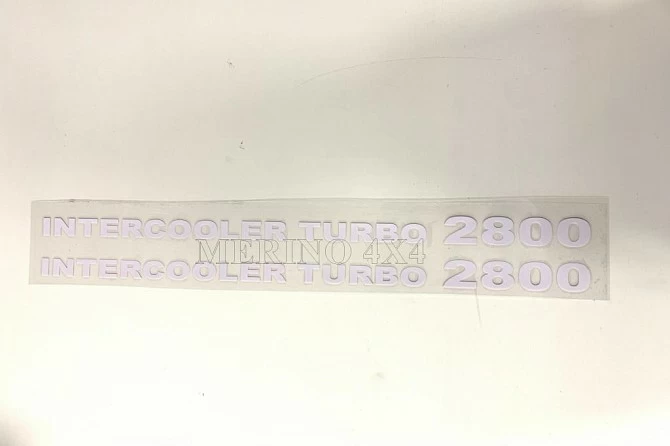 INTERCOOLER TURBO 2800
MERINO 4X4
INTERCOOLER TURBO 2800